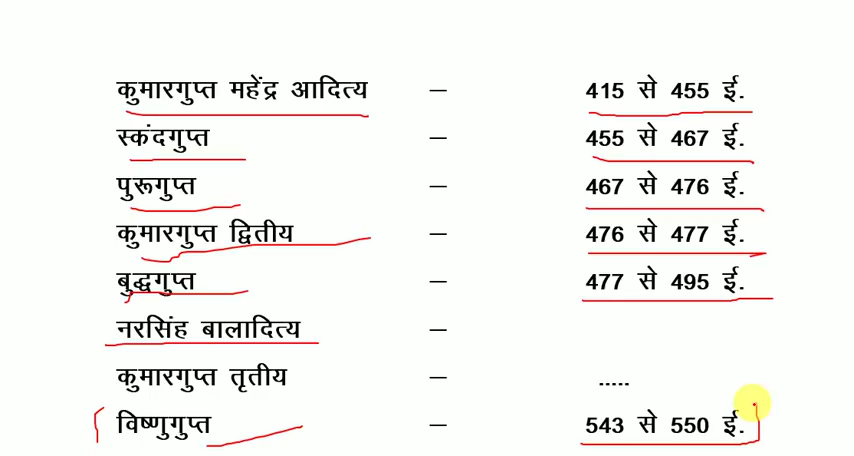 कुमारगुप्त महेंद्र आदित्य – 415 से 455 ई.
स्कंदगुप्त – 455 से 467 ई.
पुरूगुप्त – 467 से 476 ई.
कुमारगुप्त द्वितीय – 476 से 477 ई.
बुद्धगुप्त – 477 से 495 ई.
नरसिंह बालादित्य –
कुमारगुप्त तृतीय – .....
विष्णुगुप्त – 543 से 550 ई.